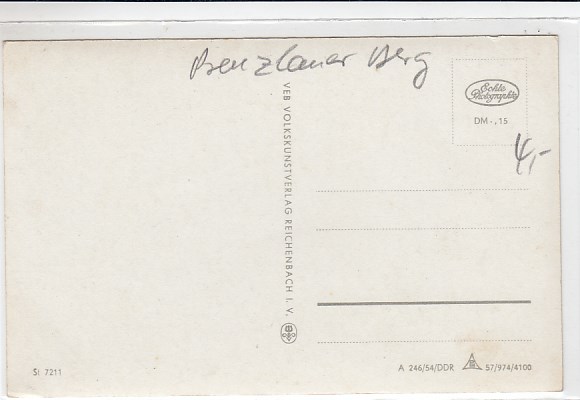 Prenzlauer Berg
Echte
Photographie
DM -,15
4,-
VEB VOLKSKUNSTVERLAG REICHENBACH I. V.
St 7211
A 246/54/DDR 57/974/4100